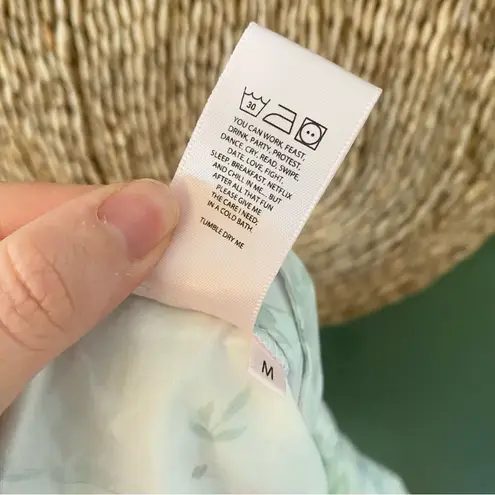 30
YOU CAN WORK, FEAST,
DRINK, PARTY, PROTEST,
DANCE, CRY, READ, SWIPE,
DATE, LOVE, FIGHT,
SLEEP, BREAKFAST, NETFLIX
AND CHILL IN ME... BUT
AFTER ALL THAT FUN
PLEASE GIVE ME
THE CARE I NEED:
IN A COLD BATH.
TUMBLE DRY ME
M